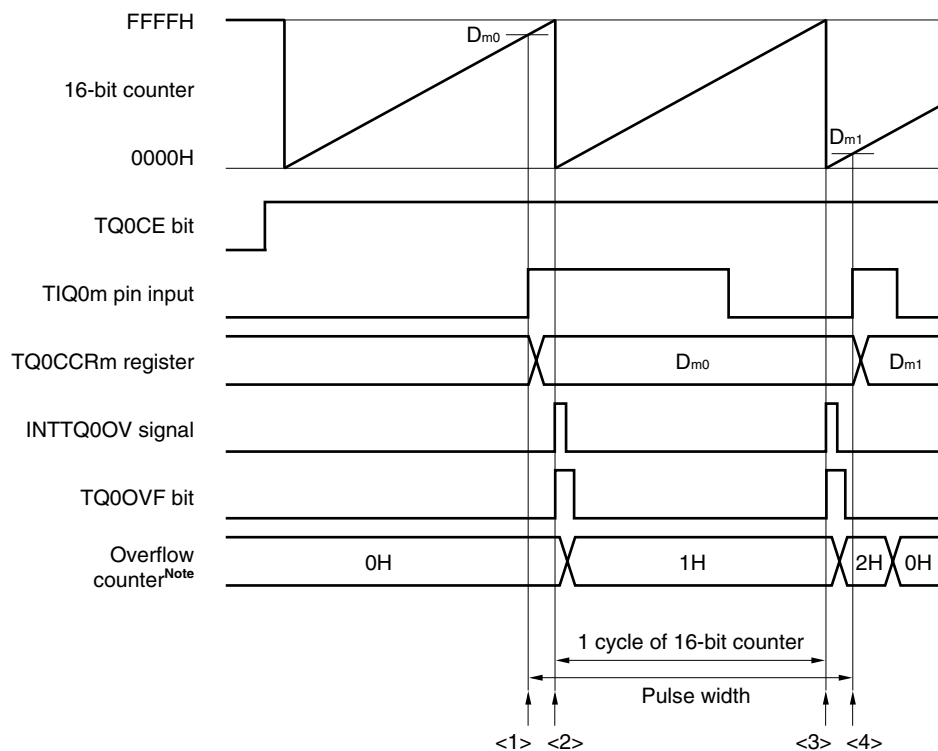 FFFFH
Dm0
16-bit counter
Dm1
0000H
TQ0CE bit
TIQ0m pin input
TQ0CCRm register
Dm0
Dm1
INTTQ0OV signal
TQ0OVF bit
Overflow
counterNote
0H
1H
2H
0H
1 cycle of 16-bit counter
Pulse width
<1>
<2>
<3>
<4>